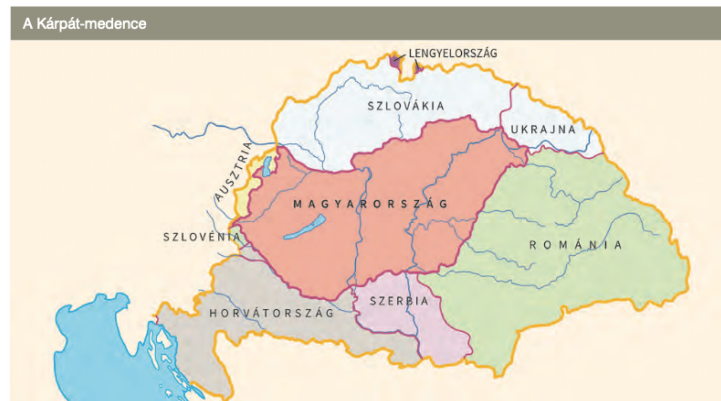 A Kárpát-medence
LENGYELORSZÁG
SZLOVÁKIA
UKRAJNA
AUSZTRIA
MAGYARORSZÁG
SZLOVÉNIA
ROMÁNIA
SZERBIA
HORVÁTORSZÁG